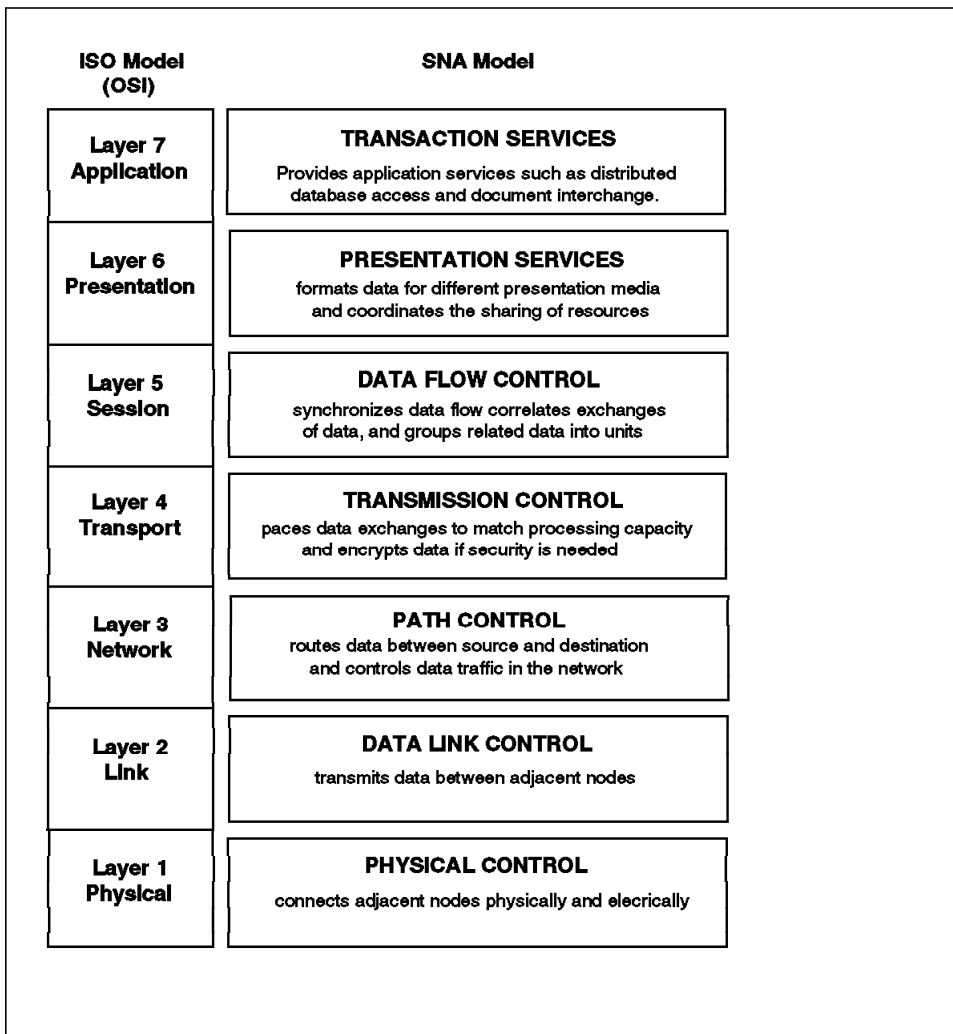 ISO Model
(OSI)
SNA Model
Layer 7
Application
TRANSACTION SERVICES
Provides application services such as distributed
database access and document interchange.
Layer 6
Presentation
PRESENTATION SERVICES
formats data for different presentation media
and coordinates the sharing of resources
Layer 5
Session
DATA FLOW CONTROL
synchronizes data flow correlates exchanges
of data, and groups related data into units
Layer 4
Transport
TRANSMISSION CONTROL
paces data exchanges to match processing capacity
and encrypts data if security is needed
Layer 3
Network
PATH CONTROL
routes data between source and destination
and controls data traffic in the network
Layer 2
Link
DATA LINK CONTROL
transmits data between adjacent nodes
Layer 1
Physical
PHYSICAL CONTROL
connects adjacent nodes physically and elecrically